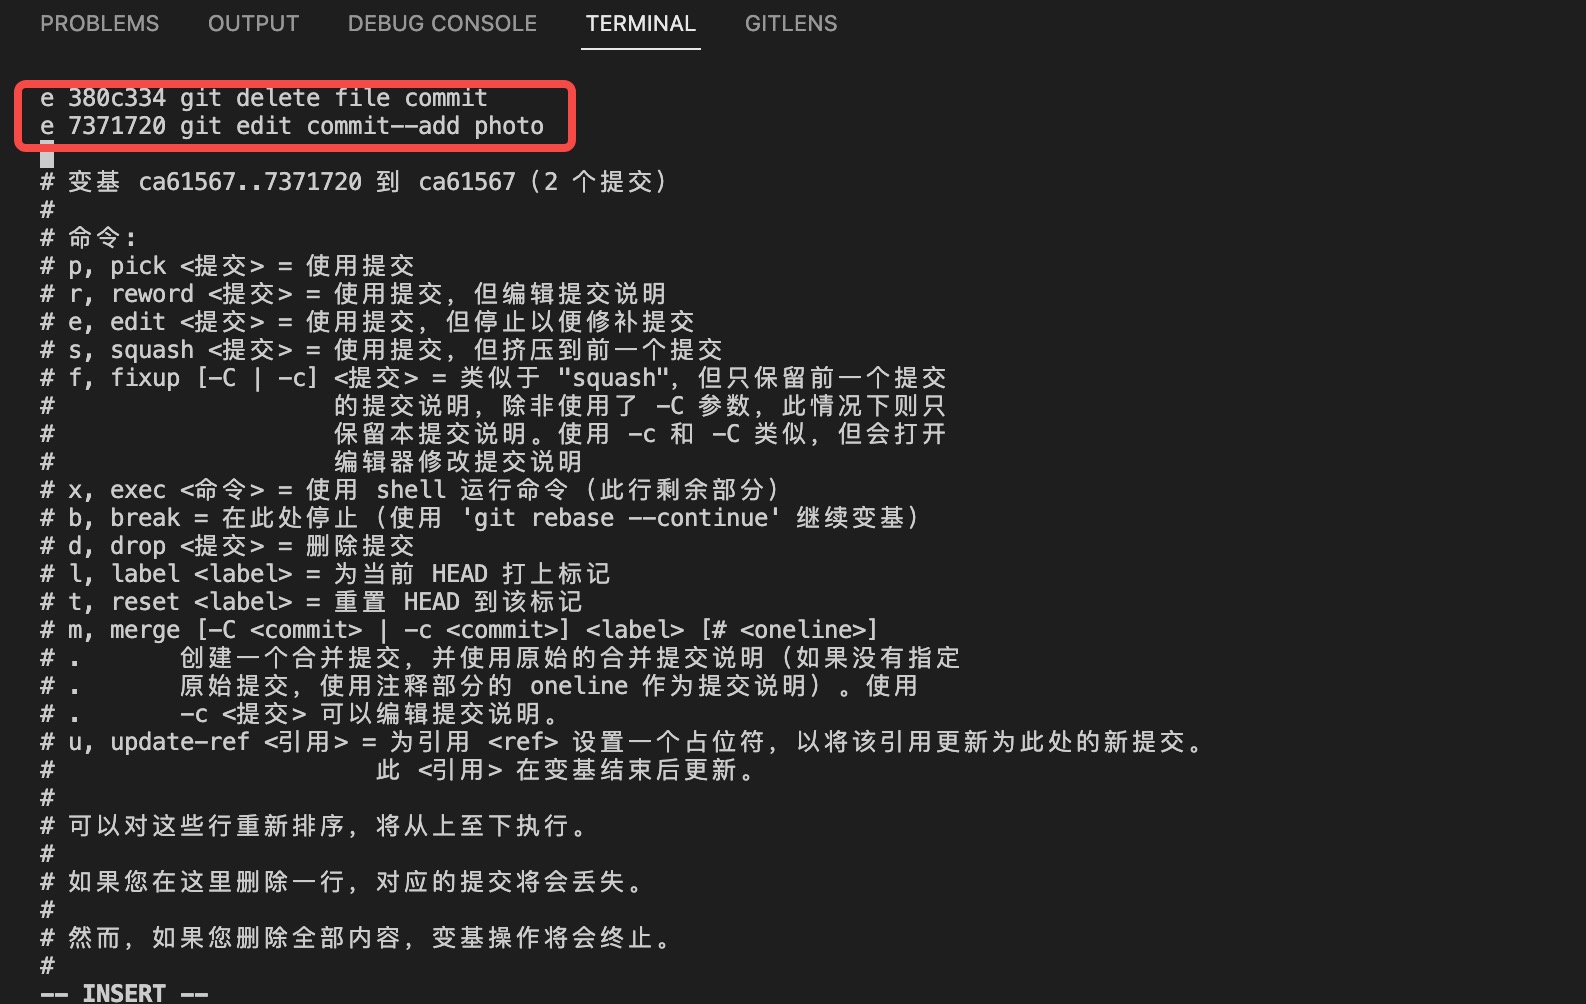 PROBLEMS OUTPUT DEBUG CONSOLE TERMINAL GITLENS
e 380c334 git delete file commit
e 7371720 git edit commit--add photo
# 变基 ca61567..7371720 到 ca61567（2 个提交）
#
# 命令:
# p, pick <提交> = 使用提交
# r, reword <提交> = 使用提交，但编辑提交说明
# e, edit <提交> = 使用提交，但停止以便修补提交
# s, squash <提交> = 使用提交，但挤压到前一个提交
# f, fixup [-C | -c] <提交> = 类似于 "squash"，但只保留前一个提交
# 的提交说明，除非使用了 -C 参数，此情况下则只
# 保留本提交说明。使用 -c 和 -C 类似，但会打开
# 编辑器修改提交说明
# x, exec <命令> = 使用 shell 运行命令（此行剩余部分）
# b, break = 在此处停止（使用 'git rebase --continue' 继续变基）
# d, drop <提交> = 删除提交
# l, label <label> = 为当前 HEAD 打上标记
# t, reset <label> = 重置 HEAD 到该标记
# m, merge [-C <commit> | -c <commit>] <label> [# <oneline>]
# . 创建一个合并提交，并使用原始的合并提交说明（如果没有指定
# . 原始提交，使用注释部分的 oneline 作为提交说明）。使用
# . -c <提交> 可以编辑提交说明。
# u, update-ref <引用> = 为引用 <ref> 设置一个占位符，以将该引用更新为此处的新提交。
# 此 <引用> 在变基结束后更新。
#
# 可以对这些行重新排序，将从上至下执行。
#
# 如果您在这里删除一行，对应的提交将会丢失。
#
# 然而，如果您删除全部内容，变基操作将会终止。
#
-- INSERT --